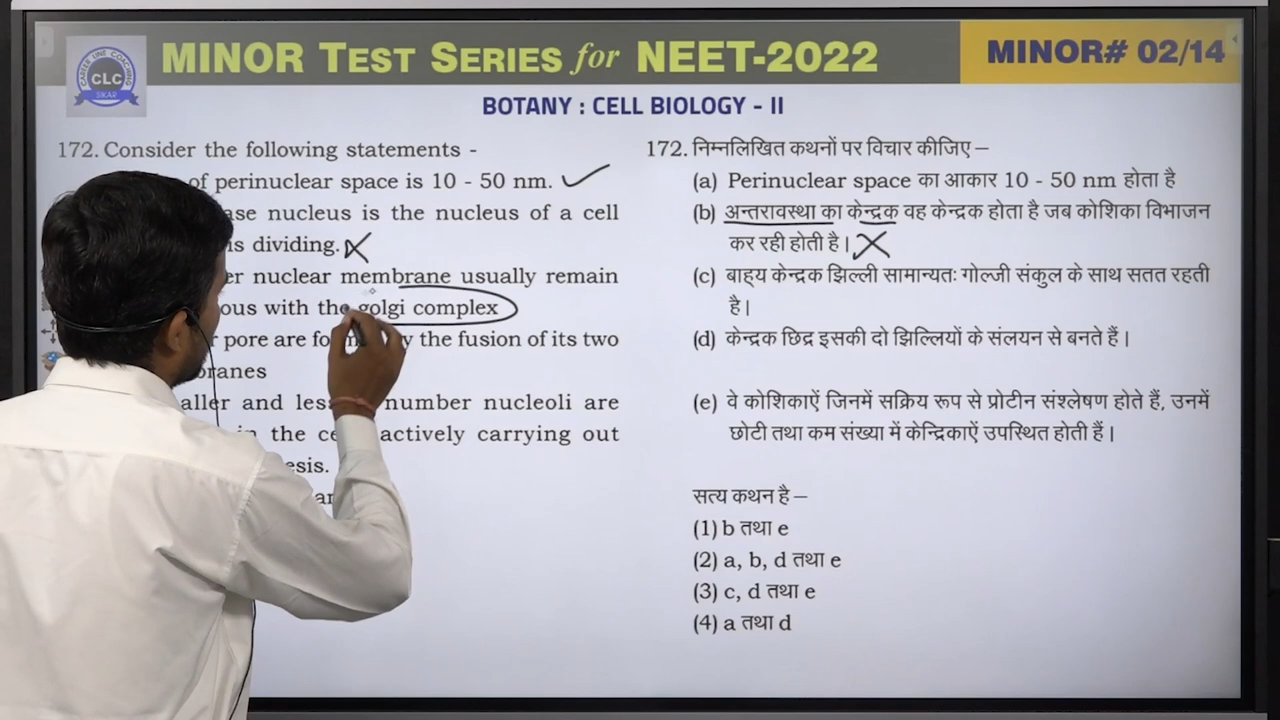 MINOR TEST SERIES for NEET-2022
MINOR# 02/14
CAREER LINE COACHING
CLC
SIKAR
BOTANY : CELL BIOLOGY - II
172. Consider the following statements -
of perinuclear space is 10 - 50 nm.
nucleus is the nucleus of a cell
is dividing.
nuclear membrane usually remain
with the golgi complex
pore are the fusion of its two
and number nucleoli are
in the actively carrying out
172. निम्नलिखित कथनों पर विचार कीजिए –
(a) Perinuclear space का आकार 10 - 50 nm होता है
(b) अन्तरावस्था का केन्द्रक वह केन्द्रक होता है जब कोशिका विभाजन
कर रही होती है।
(c) बाह्य केन्द्रक झिल्ली सामान्यतः गोल्जी संकुल के साथ सतत रहती
है।
(d) केन्द्रक छिद्र इसकी दो झिल्लियों के संलयन से बनते हैं।
(e) वे कोशिकाऐं जिनमें सक्रिय रूप से प्रोटीन संश्लेषण होते हैं, उनमें
छोटी तथा कम संख्या में केन्द्रिकाऐं उपस्थित होती हैं।
सत्य कथन है –
(1) b तथा e
(2) a, b, d तथा e
(3) c, d तथा e
(4) a तथा d